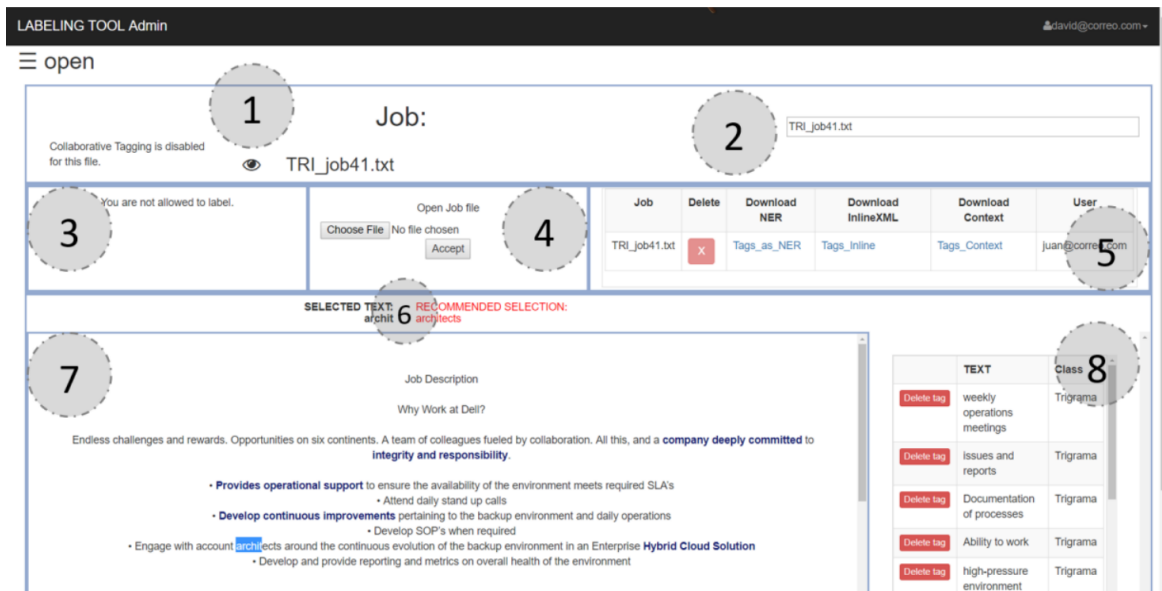 LABELING TOOL Admin
david@correo.com
☰ open
1
Job:
2
TRI_job41.txt
Collaborative Tagging is disabled
for this file.
TRI_job41.txt
3
You are not allowed to label.
Open Job file
Choose File No file chosen
Accept
4
Job Delete Download NER Download InlineXML Download Context User
TRI_job41.txt X Tags_as_NER Tags_Inline Tags_Context juan@correo.com
5
SELECTED TEXT: RECOMMENDED SELECTION:
archit architects
6
7
Job Description
Why Work at Dell?
Endless challenges and rewards. Opportunities on six continents. A team of colleagues fueled by collaboration. All this, and a company deeply committed to
integrity and responsibility.
• Provides operational support to ensure the availability of the environment meets required SLA's
• Attend daily stand up calls
• Develop continuous improvements pertaining to the backup environment and daily operations
• Develop SOP's when required
• Engage with account architects around the continuous evolution of the backup environment in an Enterprise Hybrid Cloud Solution
• Develop and provide reporting and metrics on overall health of the environment
8
TEXT Class
Delete tag weekly operations meetings Trigrama
Delete tag issues and reports Trigrama
Delete tag Documentation of processes Trigrama
Delete tag Ability to work Trigrama
Delete tag high-pressure environment Trigrama